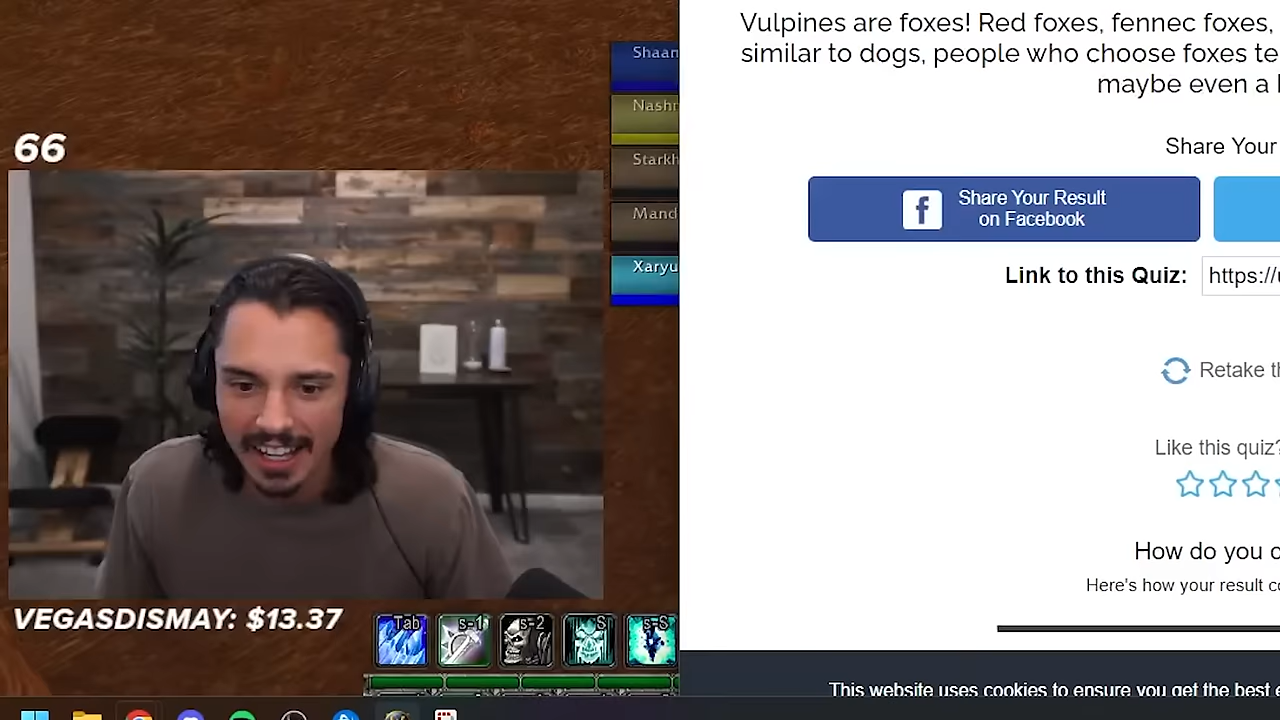 66
Shaan
Nashr
Starkh
Mand
Xaryu
VEGASDISMAY: $13.37
Tab
s-1
s-2
S
s-S
Vulpines are foxes! Red foxes, fennec foxes,
similar to dogs, people who choose foxes te
maybe even a
Share Your
Share Your Result
on Facebook
Link to this Quiz:
https://u
Retake th
Like this quiz?
How do you c
Here's how your result co
This website uses cookies to ensure you get the best e